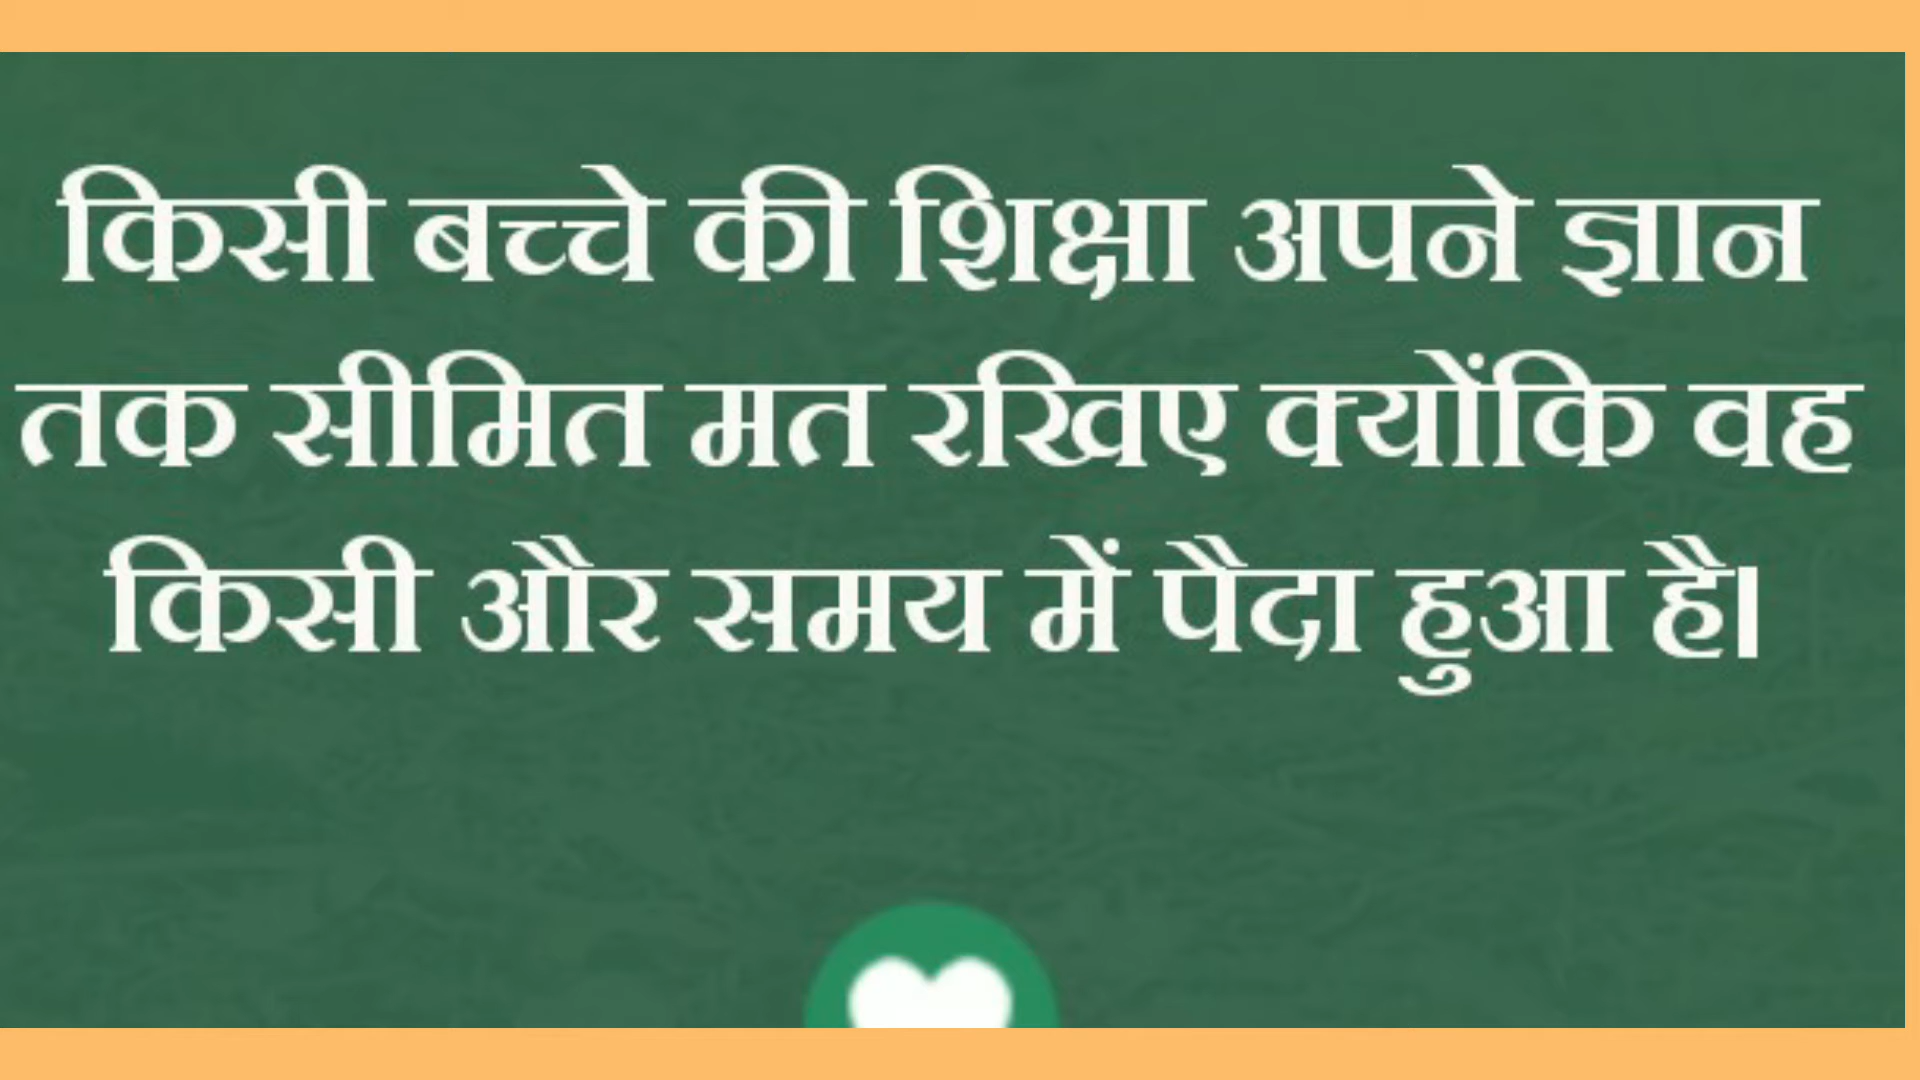 किसी बच्चे की शिक्षा अपने ज्ञान
तक सीमित मत रखिए क्योंकि वह
किसी और समय में पैदा हुआ है।